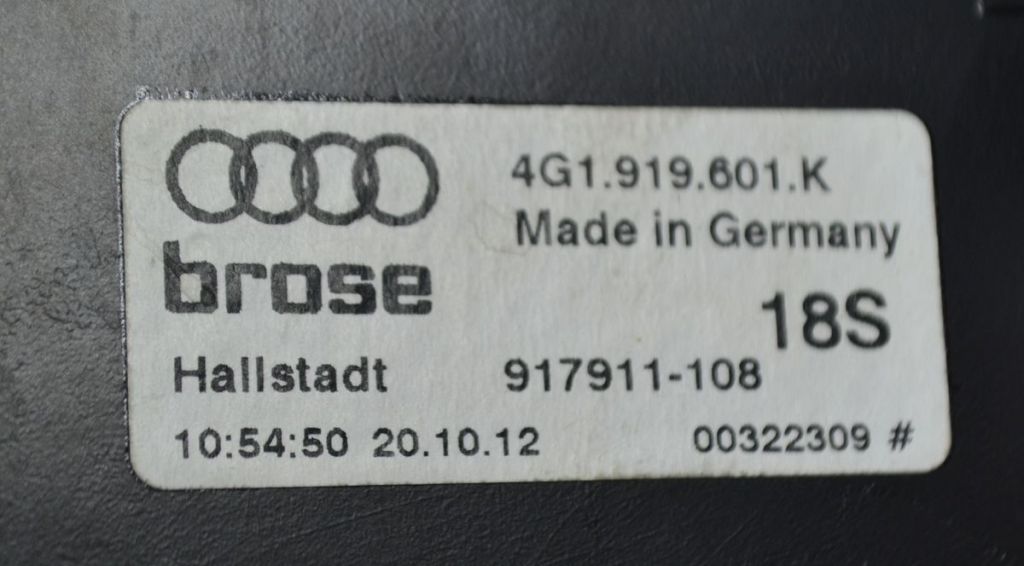 4G1.919.601.K
Made in Germany
brose
18S
Hallstadt 917911-108
10:54:50 20.10.12 00322309 #